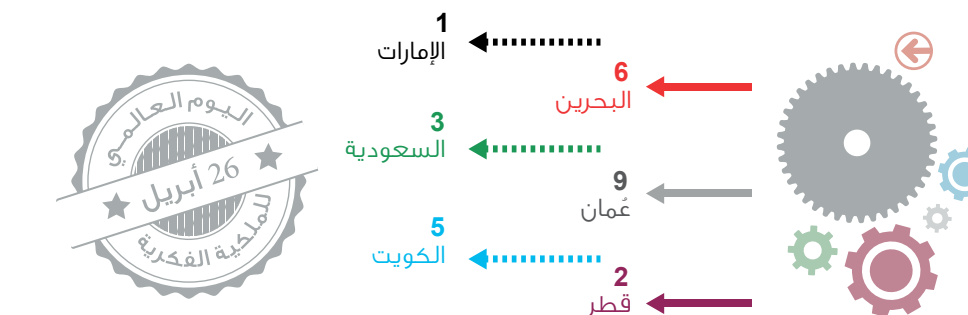 1
الإمارات
6
البحرين
3
السعودية
9
عُمان
5
الكويت
2
قطر
اليوم العالمي
26 أبريل
للملكية الفكرية